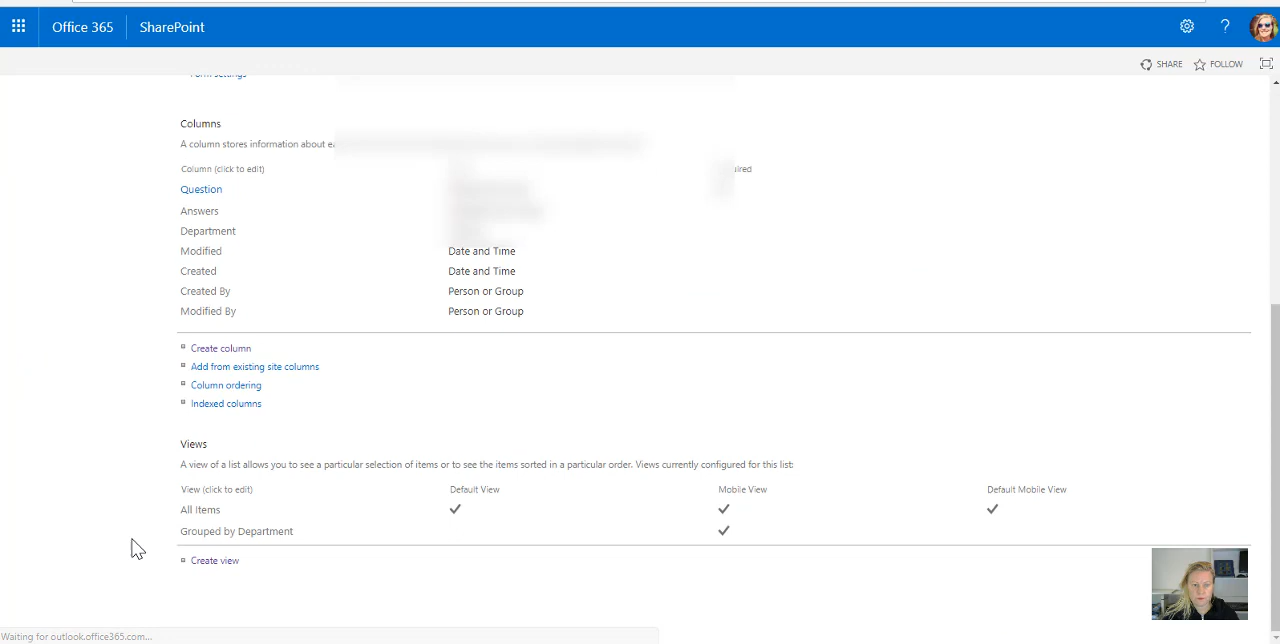 Office 365 SharePoint ?
SHARE FOLLOW
Form settings
Columns
A column stores information about
Column (click to edit)
Question
Answers
Department
Modified Date and Time
Created Date and Time
Created By Person or Group
Modified By Person or Group
Create column
Add from existing site columns
Column ordering
Indexed columns
Views
A view of a list allows you to see a particular selection of items or to see the items sorted in a particular order. Views currently configured for this list:
View (click to edit) Default View Mobile View Default Mobile View
All Items
Grouped by Department
Create view
Waiting for outlook.office365.com...